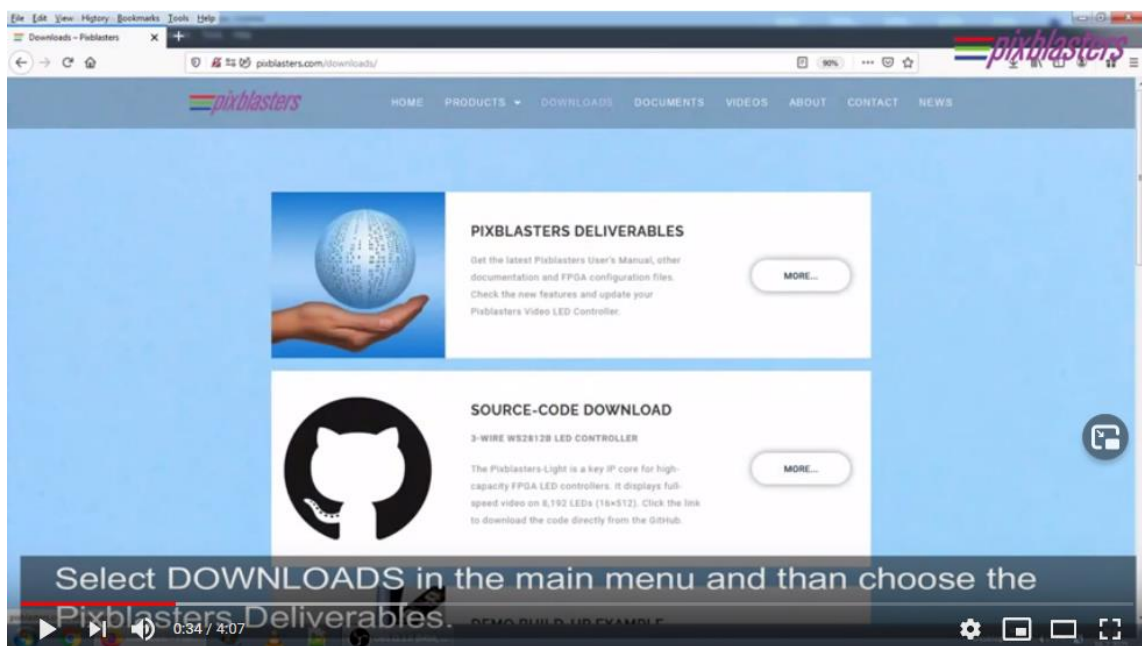 File Edit View History Bookmarks Tools Help
Downloads – Pixblasters
pixblasters
pixblasters.com/downloads/
90%
pixblasters
HOME PRODUCTS DOWNLOADS DOCUMENTS VIDEOS ABOUT CONTACT NEWS
PIXBLASTERS DELIVERABLES
Get the latest Pixblasters User's Manual, other
documentation and FPGA configuration files.
Check the new features and update your
Pixblasters Video LED Controller.
MORE...
SOURCE-CODE DOWNLOAD
3-WIRE WS2812B LED CONTROLLER
The Pixblasters-Light is a key IP core for high-
capacity FPGA LED controllers. It displays full-
speed video on 8,192 LEDs (16×512). Click the link
to download the code directly from the GitHub.
MORE...
Select DOWNLOADS in the main menu and than choose the
Pixblasters Deliverables.
DEMO BUILD-UP EXAMPLE
0:34 / 4:07